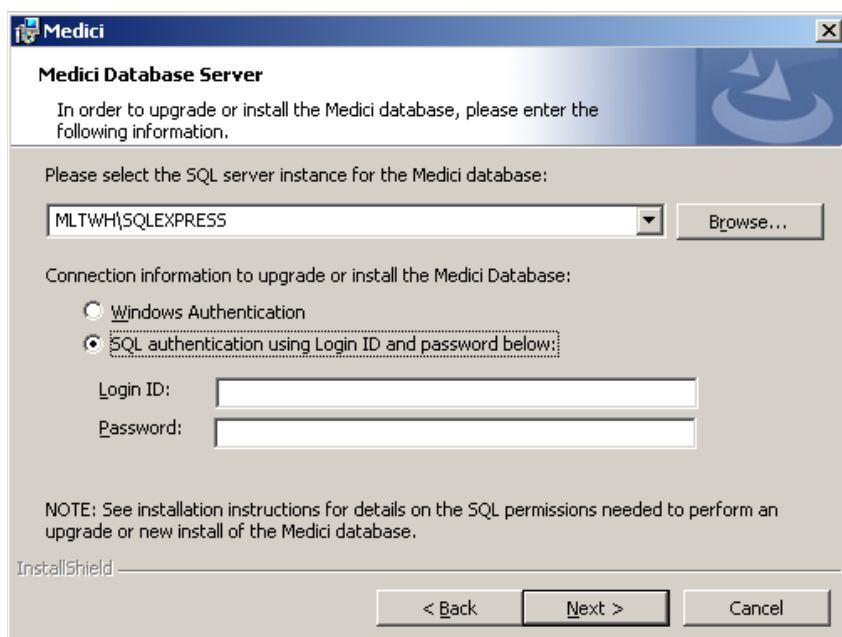 Medici
Medici Database Server
In order to upgrade or install the Medici database, please enter the
following information.
Please select the SQL server instance for the Medici database:
MLTWH\SQLEXPRESS
Browse...
Connection information to upgrade or install the Medici Database:
Windows Authentication
SQL authentication using Login ID and password below:
Login ID:
Password:
NOTE: See installation instructions for details on the SQL permissions needed to perform an
upgrade or new install of the Medici database.
InstallShield
< Back
Next >
Cancel